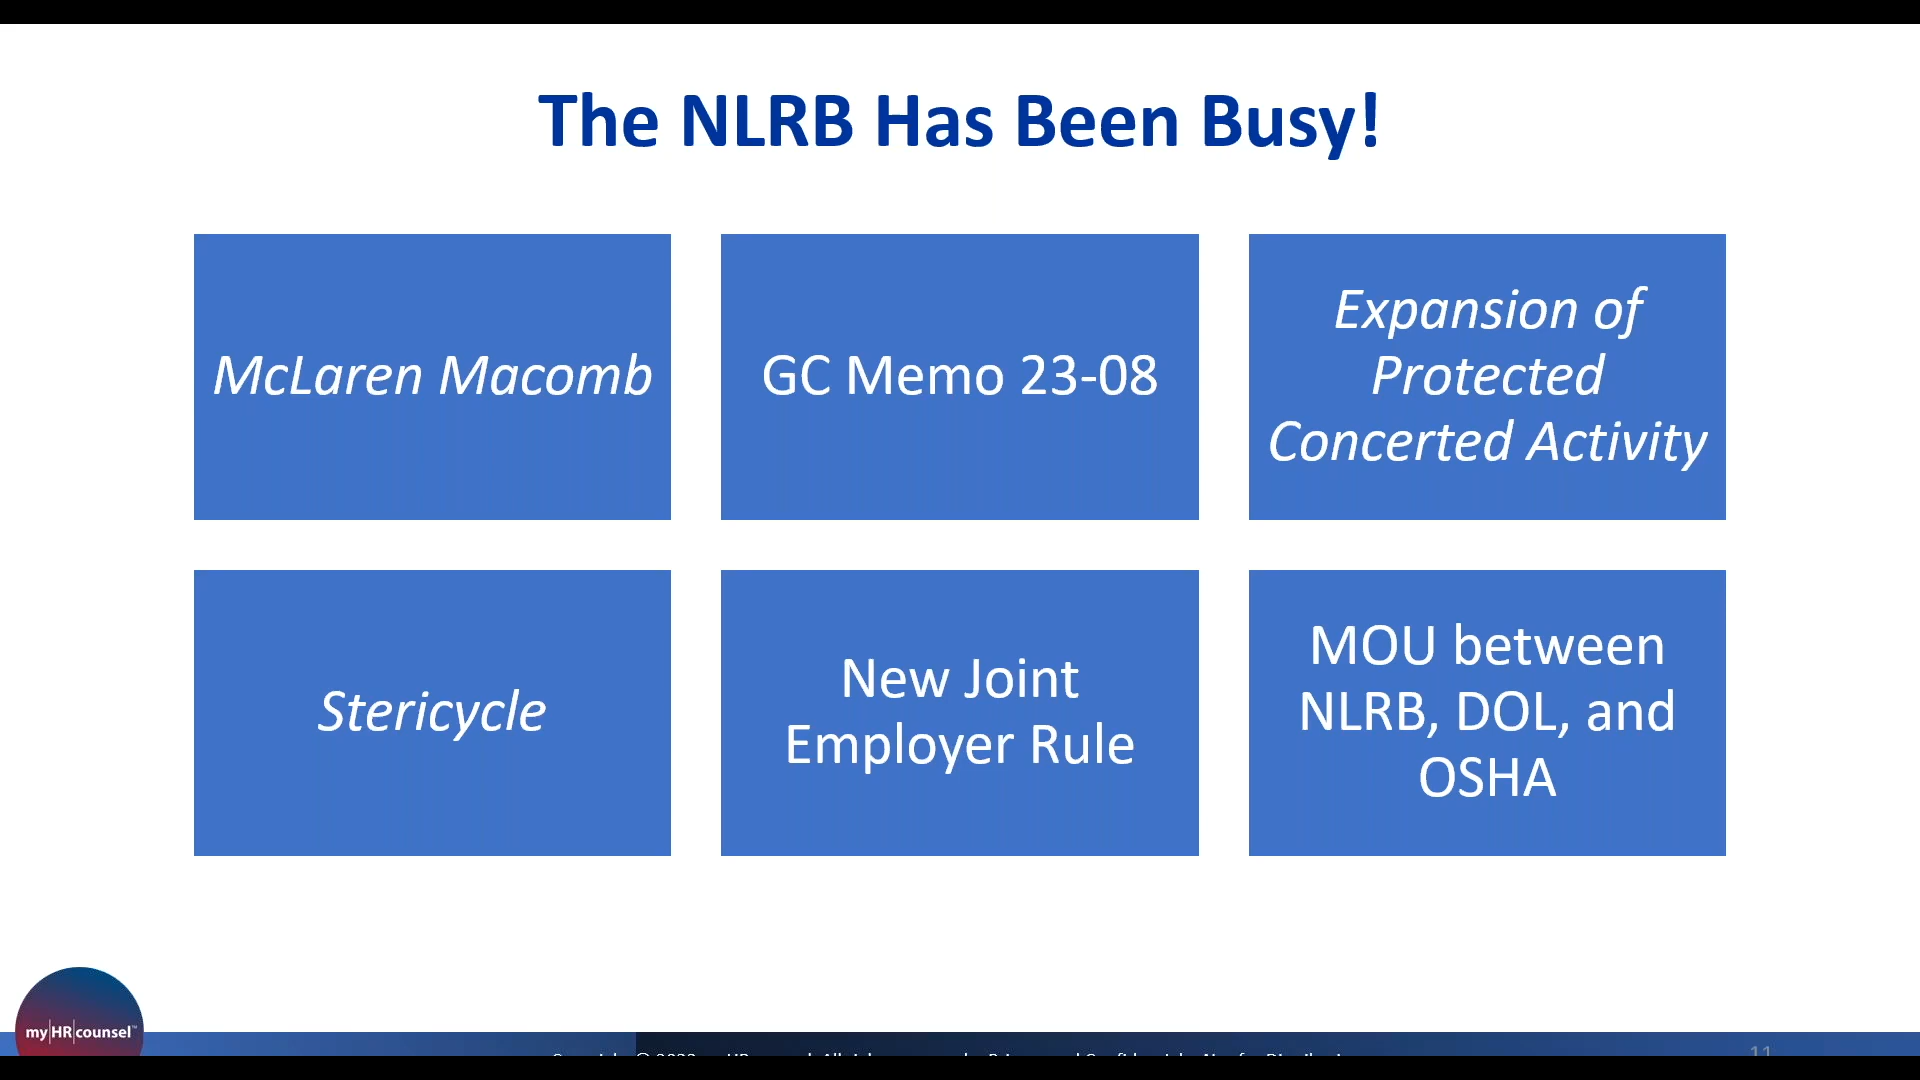 The NLRB Has Been Busy!
McLaren Macomb
GC Memo 23-08
Expansion of
Protected
Concerted Activity
Stericycle
New Joint
Employer Rule
MOU between
NLRB, DOL, and
OSHA
my|HR|counsel™
11